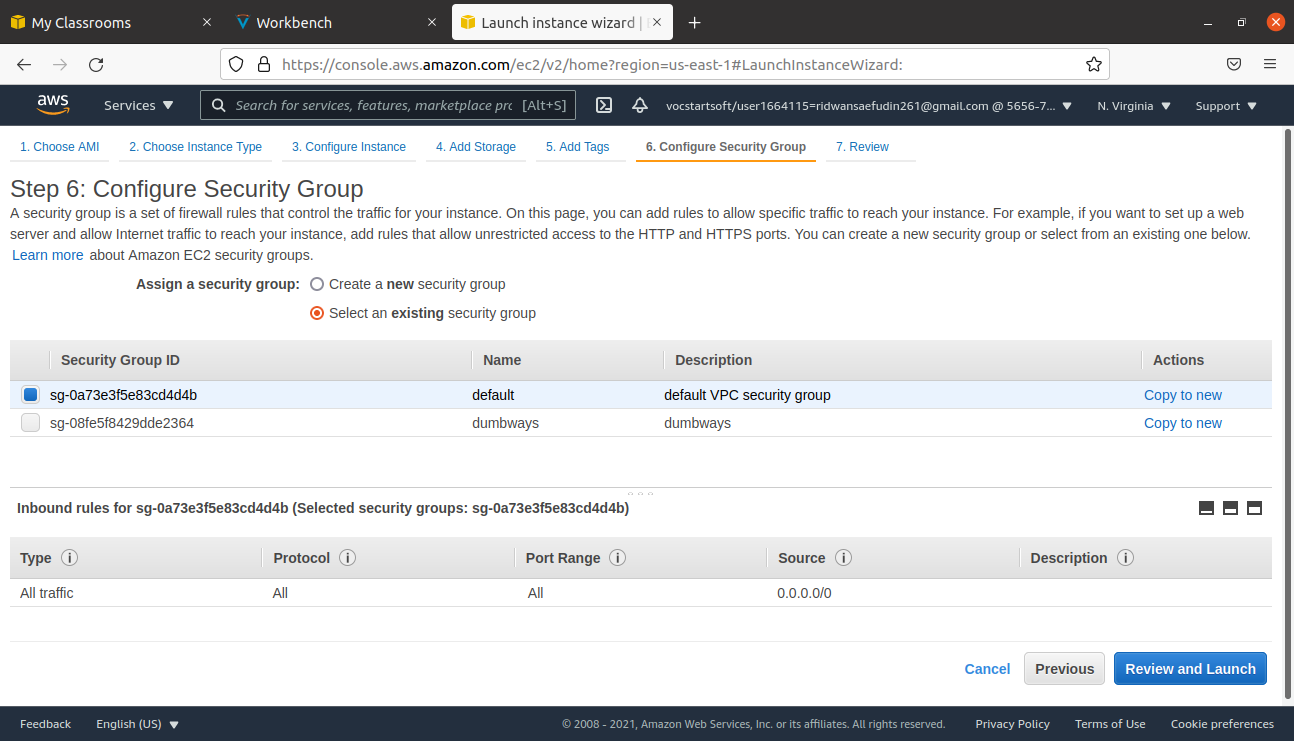 My Classrooms
Workbench
Launch instance wizard |
https://console.aws.amazon.com/ec2/v2/home?region=us-east-1#LaunchInstanceWizard:
aws
Services
Search for services, features, marketplace prc [Alt+S]
vocstartsoft/user1664115=ridwansaefudin261@gmail.com @ 5656-7...
N. Virginia
Support
1. Choose AMI
2. Choose Instance Type
3. Configure Instance
4. Add Storage
5. Add Tags
6. Configure Security Group
7. Review
Step 6: Configure Security Group
A security group is a set of firewall rules that control the traffic for your instance. On this page, you can add rules to allow specific traffic to reach your instance. For example, if you want to set up a web
server and allow Internet traffic to reach your instance, add rules that allow unrestricted access to the HTTP and HTTPS ports. You can create a new security group or select from an existing one below.
Learn more about Amazon EC2 security groups.
Assign a security group: Create a new security group
Select an existing security group
Security Group ID Name Description Actions
sg-0a73e3f5e83cd4d4b default default VPC security group Copy to new
sg-08fe5f8429dde2364 dumbways dumbways Copy to new
Inbound rules for sg-0a73e3f5e83cd4d4b (Selected security groups: sg-0a73e3f5e83cd4d4b)
Type i Protocol i Port Range i Source i Description i
All traffic All All 0.0.0.0/0
Cancel Previous Review and Launch
Feedback English (US) © 2008 - 2021, Amazon Web Services, Inc. or its affiliates. All rights reserved. Privacy Policy Terms of Use Cookie preferences